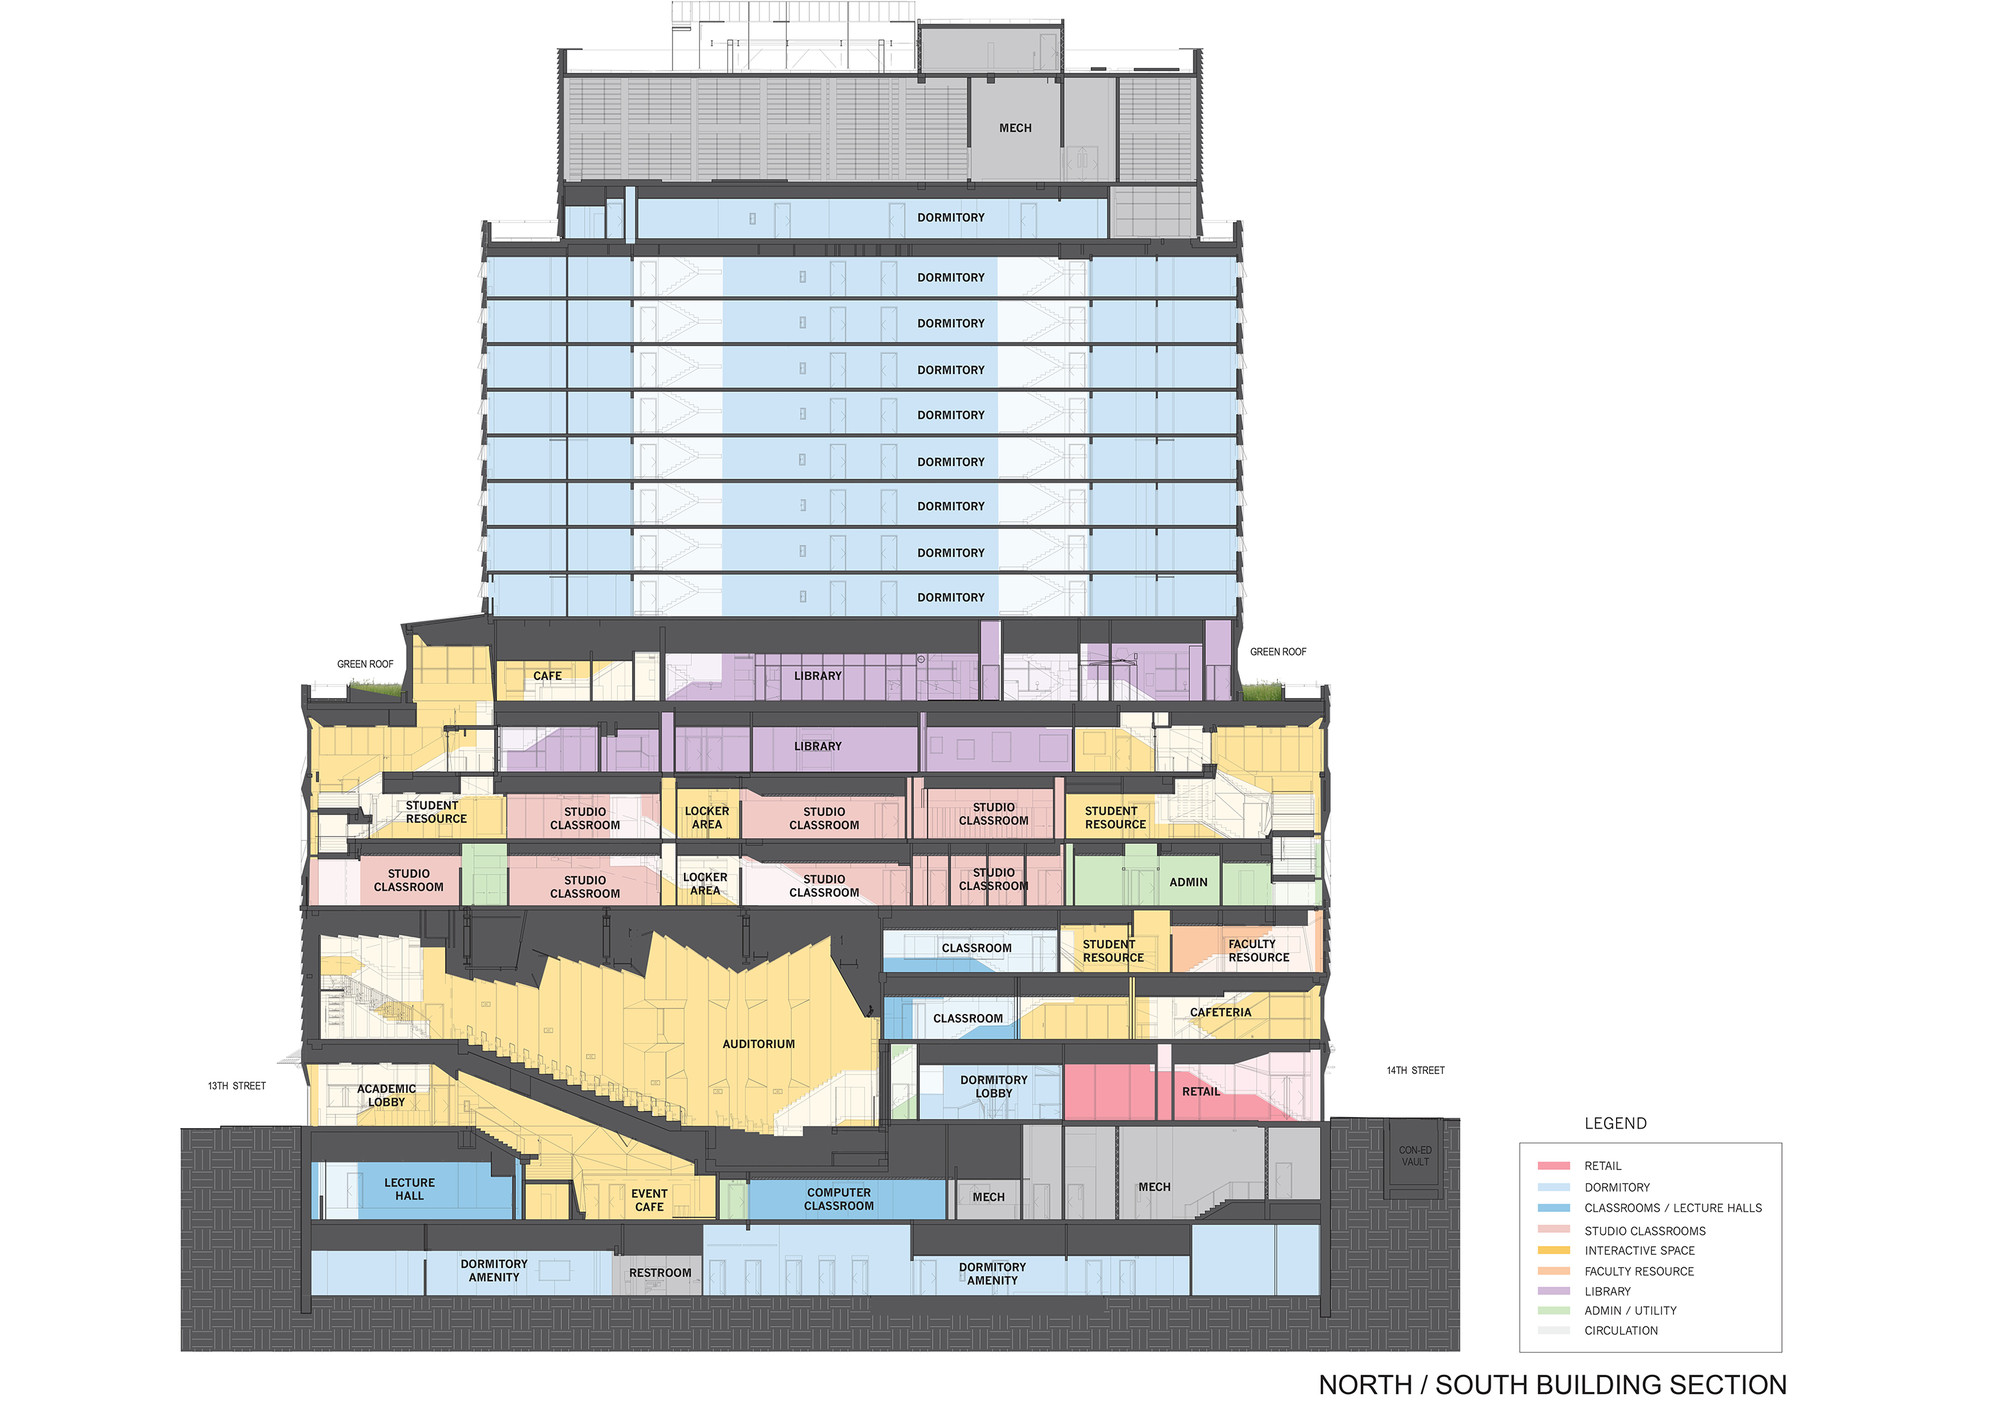 MECH
DORMITORY
DORMITORY
DORMITORY
DORMITORY
DORMITORY
DORMITORY
DORMITORY
DORMITORY
DORMITORY
GREEN ROOF
GREEN ROOF
CAFE
LIBRARY
LIBRARY
STUDENT
RESOURCE
STUDIO
CLASSROOM
LOCKER
AREA
STUDIO
CLASSROOM
STUDIO
CLASSROOM
STUDENT
RESOURCE
STUDIO
CLASSROOM
STUDIO
CLASSROOM
LOCKER
AREA
STUDIO
CLASSROOM
STUDIO
CLASSROOM
ADMIN
CLASSROOM
STUDENT
RESOURCE
FACULTY
RESOURCE
CLASSROOM
CAFETERIA
AUDITORIUM
13TH STREET
ACADEMIC
LOBBY
DORMITORY
LOBBY
RETAIL
14TH STREET
CON-ED
VAULT
LECTURE
HALL
EVENT
CAFE
COMPUTER
CLASSROOM
MECH
MECH
DORMITORY
AMENITY
RESTROOM
DORMITORY
AMENITY
LEGEND
RETAIL
DORMITORY
CLASSROOMS / LECTURE HALLS
STUDIO CLASSROOMS
INTERACTIVE SPACE
FACULTY RESOURCE
LIBRARY
ADMIN / UTILITY
CIRCULATION
NORTH / SOUTH BUILDING SECTION